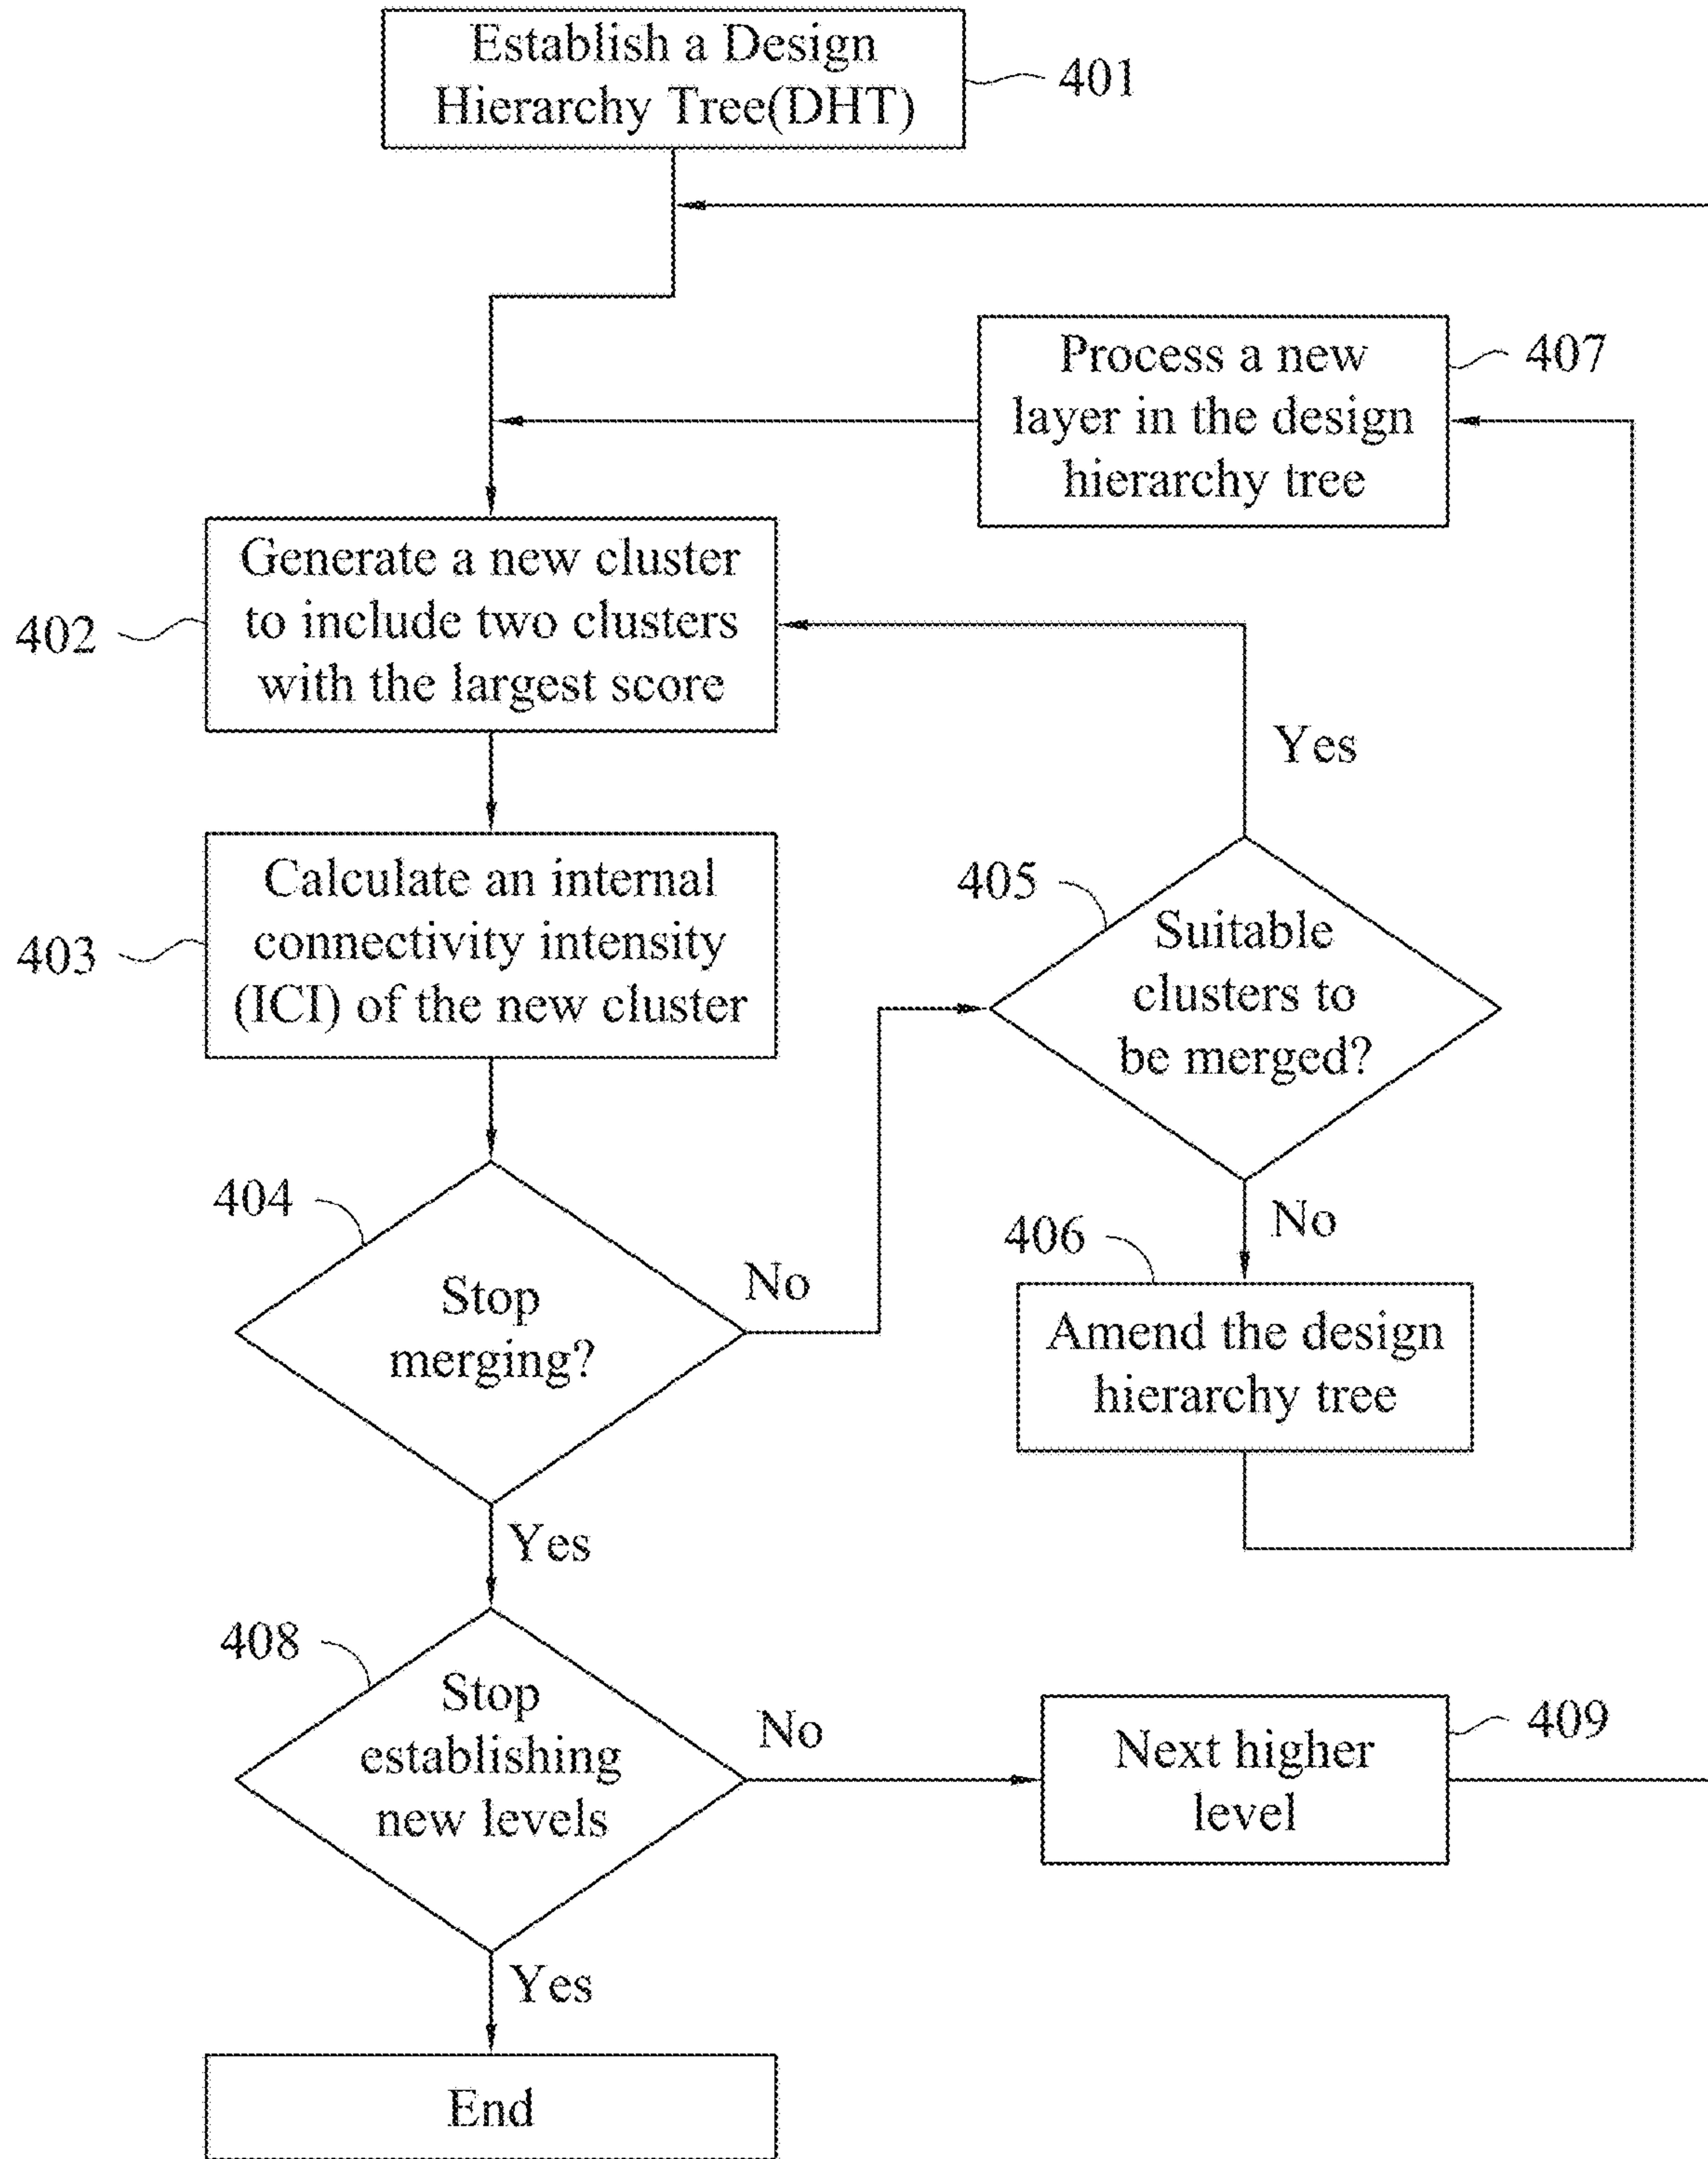 Establish a Design
Hierarchy Tree(DHT)
401
Process a new
layer in the design
hierarchy tree
407
Generate a new cluster
to include two clusters
with the largest score
402
Yes
Calculate an internal
connectivity intensity
(ICI) of the new cluster
403
405
Suitable
clusters to
be merged?
404
Stop
merging?
No
No
406
Amend the design
hierarchy tree
Yes
408
Stop
establishing
new levels
No
Next higher
level
409
Yes
End